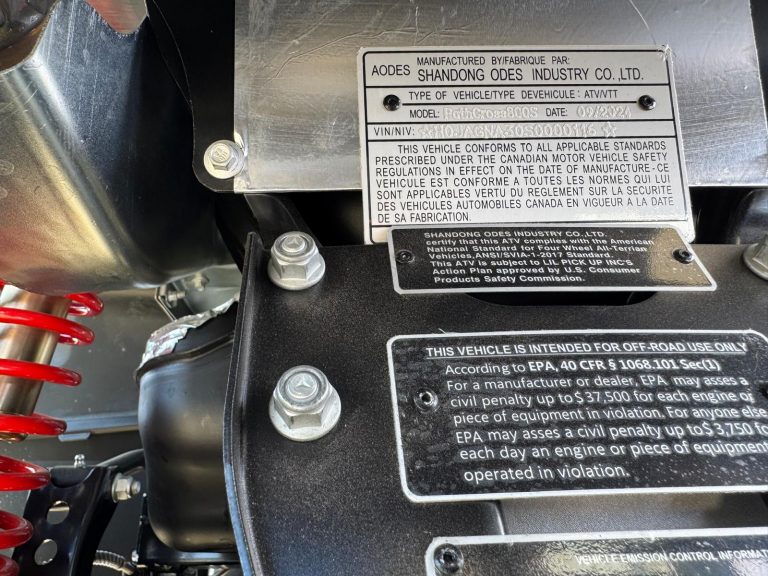 MANUFACTURED BY/FABRIQUE PAR:
AODES SHANDONG ODES INDUSTRY CO.,LTD.
TYPE OF VEHICLE/TYPE DEVEHICULE: ATV/VTT
MODEL: PathCross800S DATE: 09/2024
VIN/NIV:
THIS VEHICLE CONFORMS TO ALL APPLICABLE STANDARDS
PRESCRIBED UNDER THE CANADIAN MOTOR VEHICLE SAFETY
REGULATIONS IN EFFECT ON THE DATE OF MANUFACTURE-CE
VEHICULE EST CONFORME A TOUTES LES NORMES QUI LUI
SONT APPLICABLES VERTU DU REGLEMENT SUR LA SECURITE
DES VEHICULES AUTOMOBILES CANADA EN VIGUEUR A LA DATE
DE SA FABRICATION.
SHANDONG ODES INDUSTRY CO.,LTD.
certify that this ATV complies with the American
National Standard for Four Wheel All-Terrian
Vehicles,ANSI/SVIA-1-2017 Standard.
This ATV is subject to LIL PICK UP INC'S
Action Plan approved by U.S. Consumer
Products Safety Commission.
THIS VEHICLE IS INTENDED FOR OFF-ROAD USE ONLY
According to EPA, 40 CFR § 1068.101 Sec(1)
For a manufacturer or dealer, EPA may asses a
civil penalty up to $ 37,500 for each engine or
piece of equipment in violation. For anyone else
EPA may asses a civil penalty up to $ 3,750 fo
each day an engine or piece of equipment
operated in violation.
VEHICLE EMISSION CONTROL INFORMAT